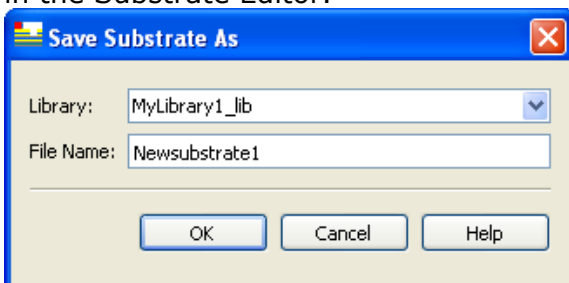 in the Substrate Editor.
Save Substrate As
Library: MyLibrary1_lib
File Name: Newsubstrate1
OK Cancel Help